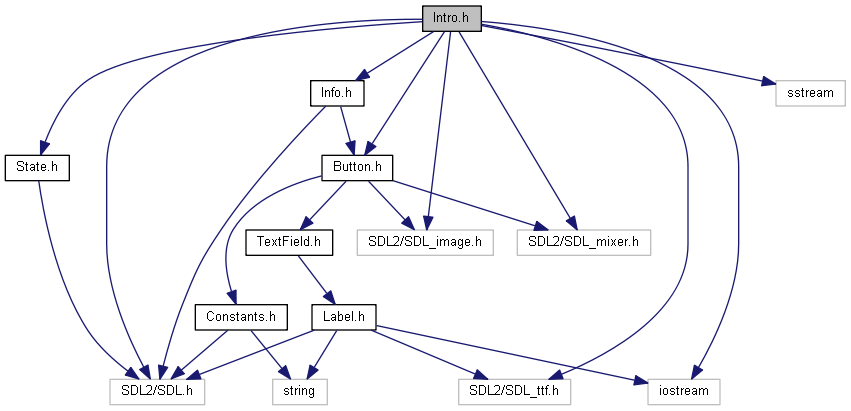 Intro.h
Info.h
sstream
State.h
Button.h
TextField.h
SDL2/SDL_image.h
SDL2/SDL_mixer.h
Constants.h
Label.h
SDL2/SDL.h
string
SDL2/SDL_ttf.h
iostream